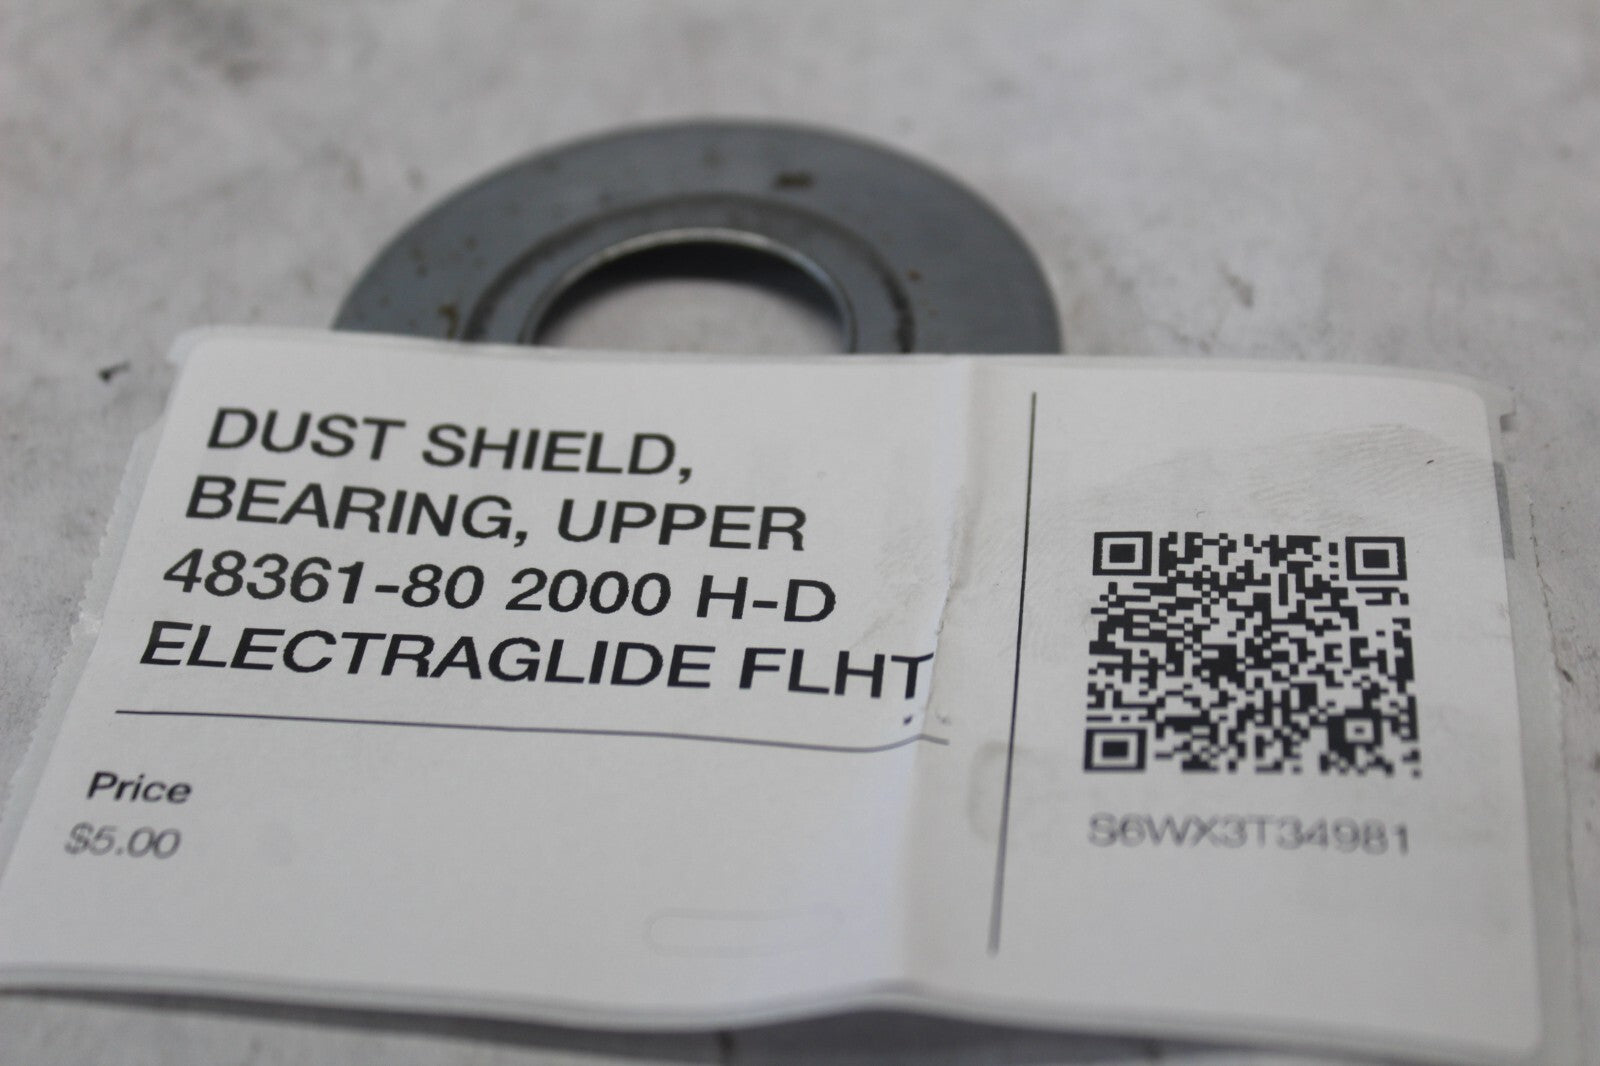 DUST SHIELD,
BEARING, UPPER
48361-80 2000 H-D
ELECTRAGLIDE FLHT
Price
$5.00
S6WX3T34981